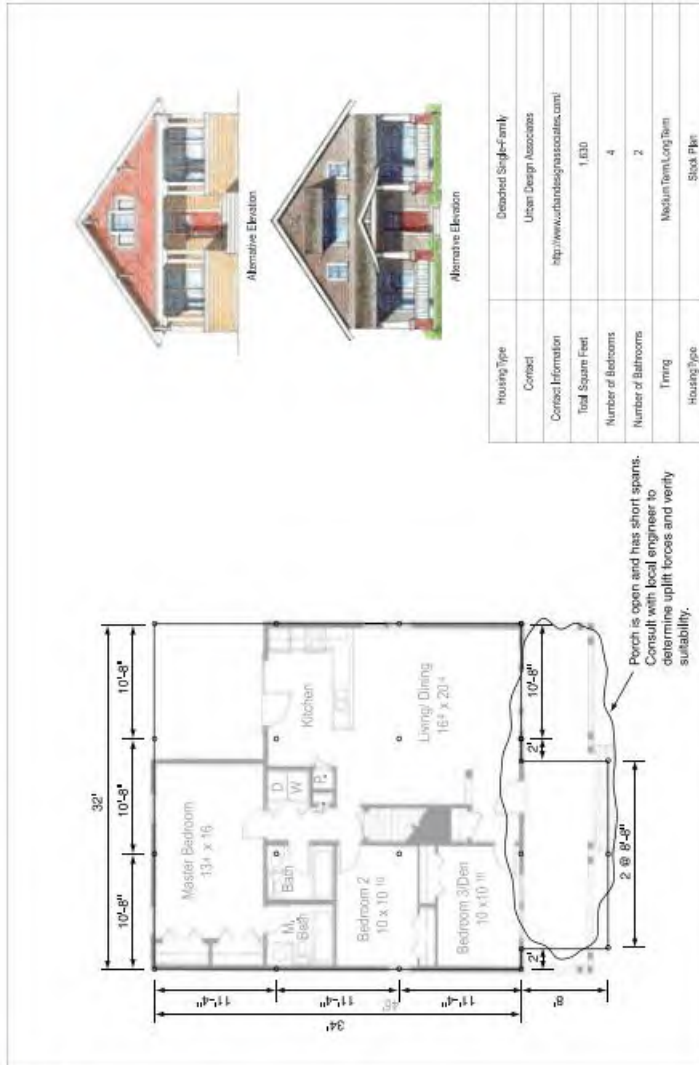 Alternative Elevation
Alternative Elevation
Housing Type Detached Single-Family
Contact Urban Design Associates
Contact Information http://www.urbandesignassociates.com/
Total Square Feet 1,630
Number of Bedrooms 4
Number of Bathrooms 2
Timing Medium Term/Long Term
Housing Type Stock Plan
32'
10'-8"
10'-8"
10'-8"
34'
11'-4"
11'-4"
11'-4"
8'
Master Bedroom
13⁴ x 16
M.
Bath
Bath
D
W
P.
L
Kitchen
Bedroom 2
10 x 10¹⁰
Bedroom 3/Den
10 x10
Living/ Dining
2'
2'
10'-8"
2 @ 8'-8"
Porch is open and has short spans.
Consult with local engineer to
determine uplift forces and verify
suitability.